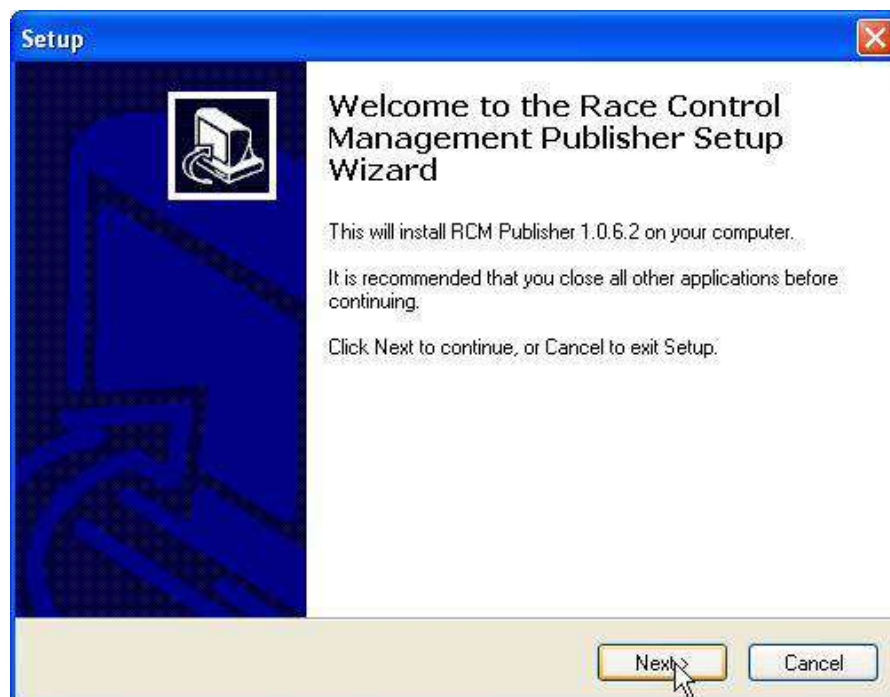 Setup
Welcome to the Race Control
Management Publisher Setup
Wizard
This will install RCM Publisher 1.0.6.2 on your computer.
It is recommended that you close all other applications before
continuing.
Click Next to continue, or Cancel to exit Setup.
Next > Cancel